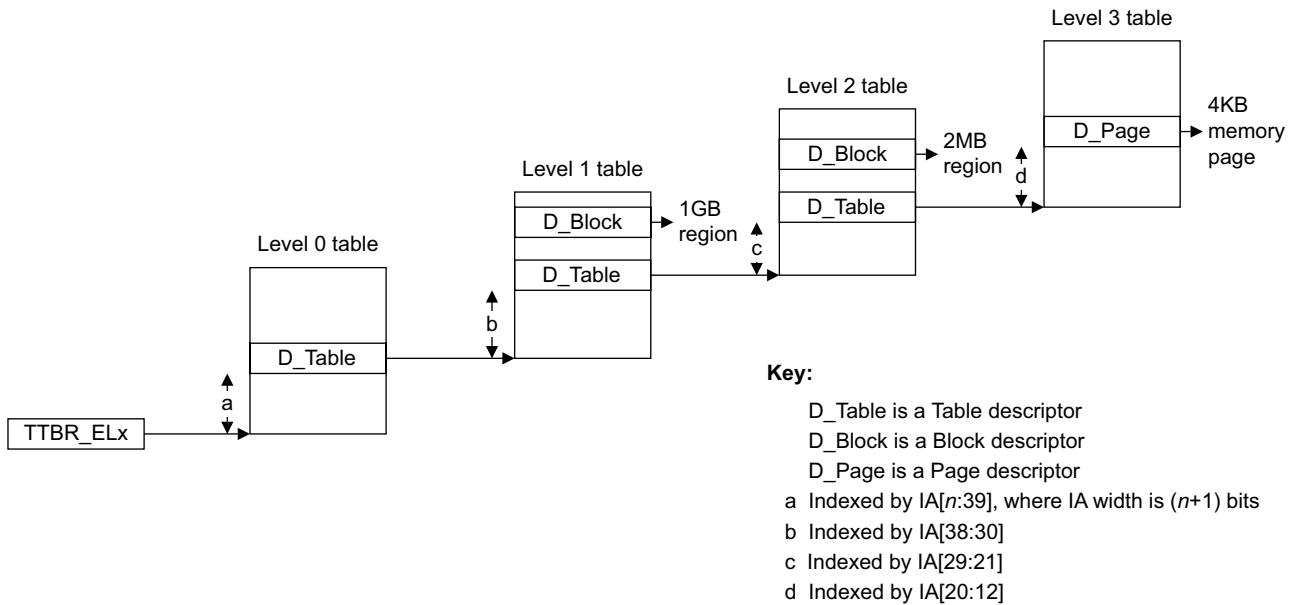 Level 3 table
D_Page
4KB
memory
page
d
Level 2 table
D_Block
2MB
region
D_Table
c
Level 1 table
D_Block
1GB
region
D_Table
b
Level 0 table
D_Table
a
TTBR_ELx
Key:
D_Table is a Table descriptor
D_Block is a Block descriptor
D_Page is a Page descriptor
a Indexed by IA[n:39], where IA width is (n+1) bits
b Indexed by IA[38:30]
c Indexed by IA[29:21]
d Indexed by IA[20:12]